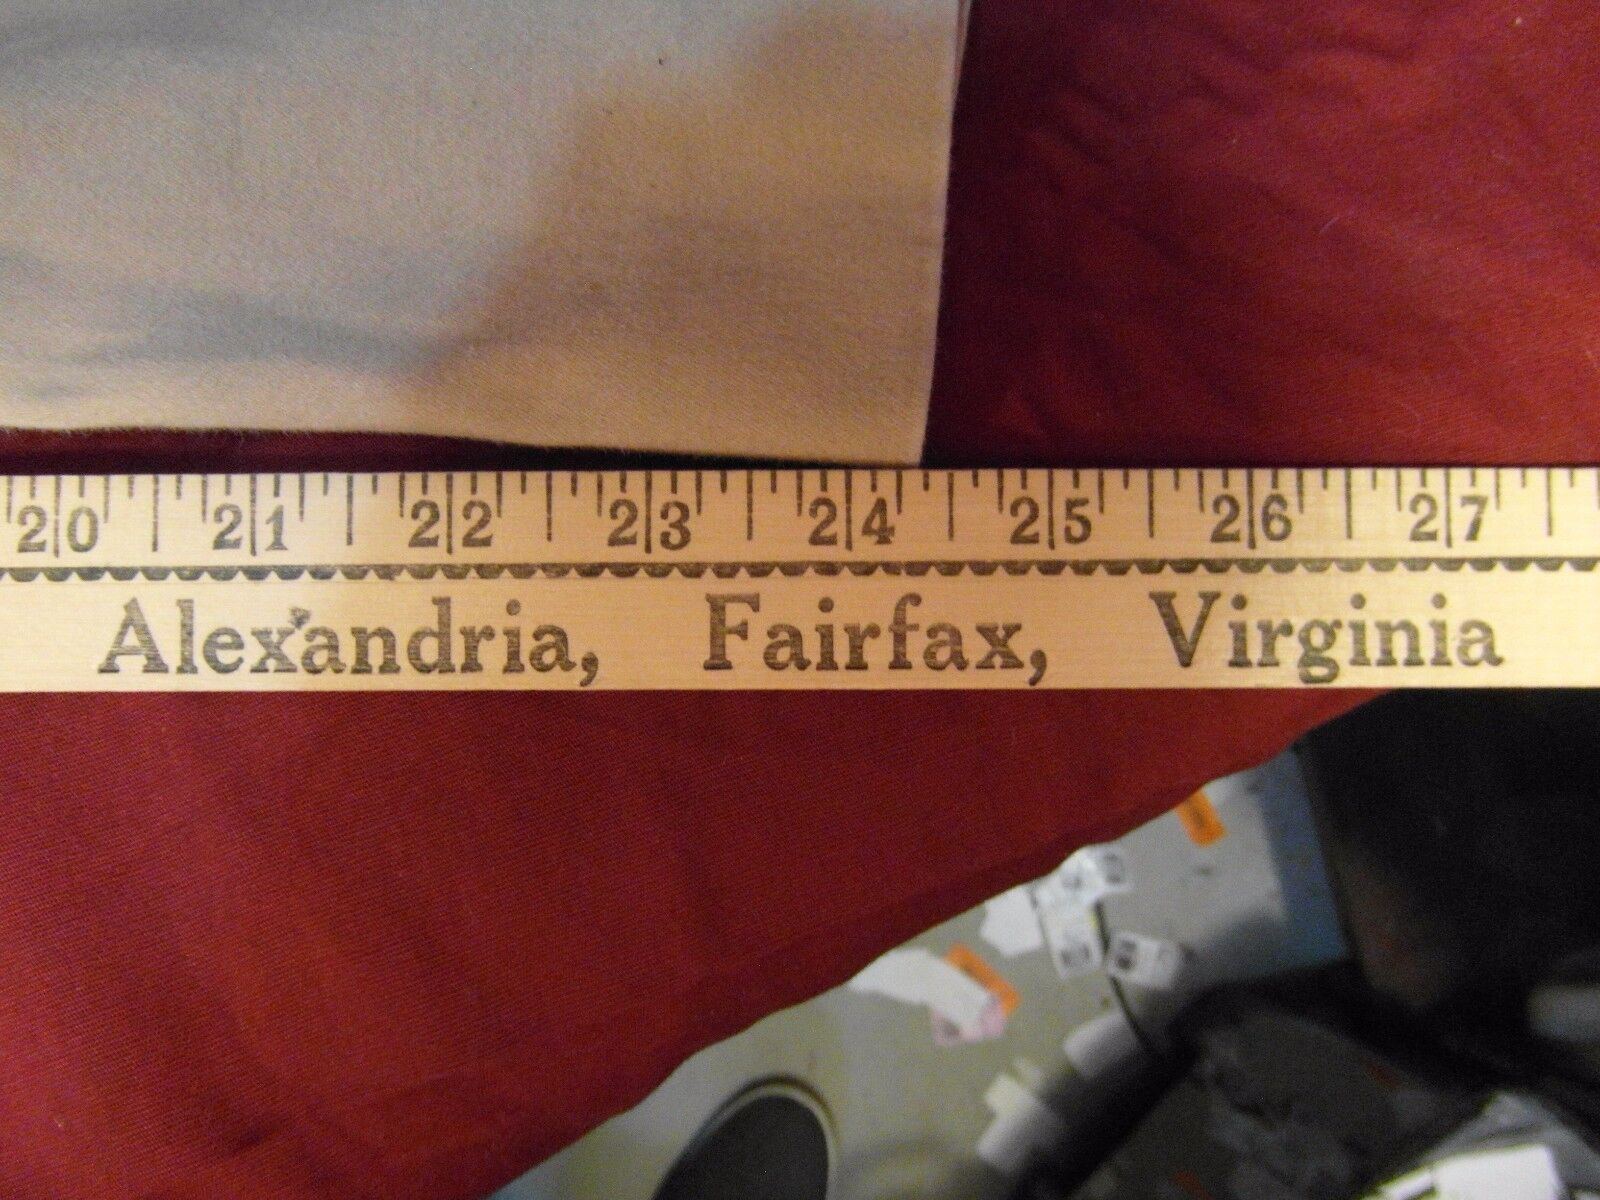 20 21 22 23 24 25 26 27
Alexandria, Fairfax, Virginia